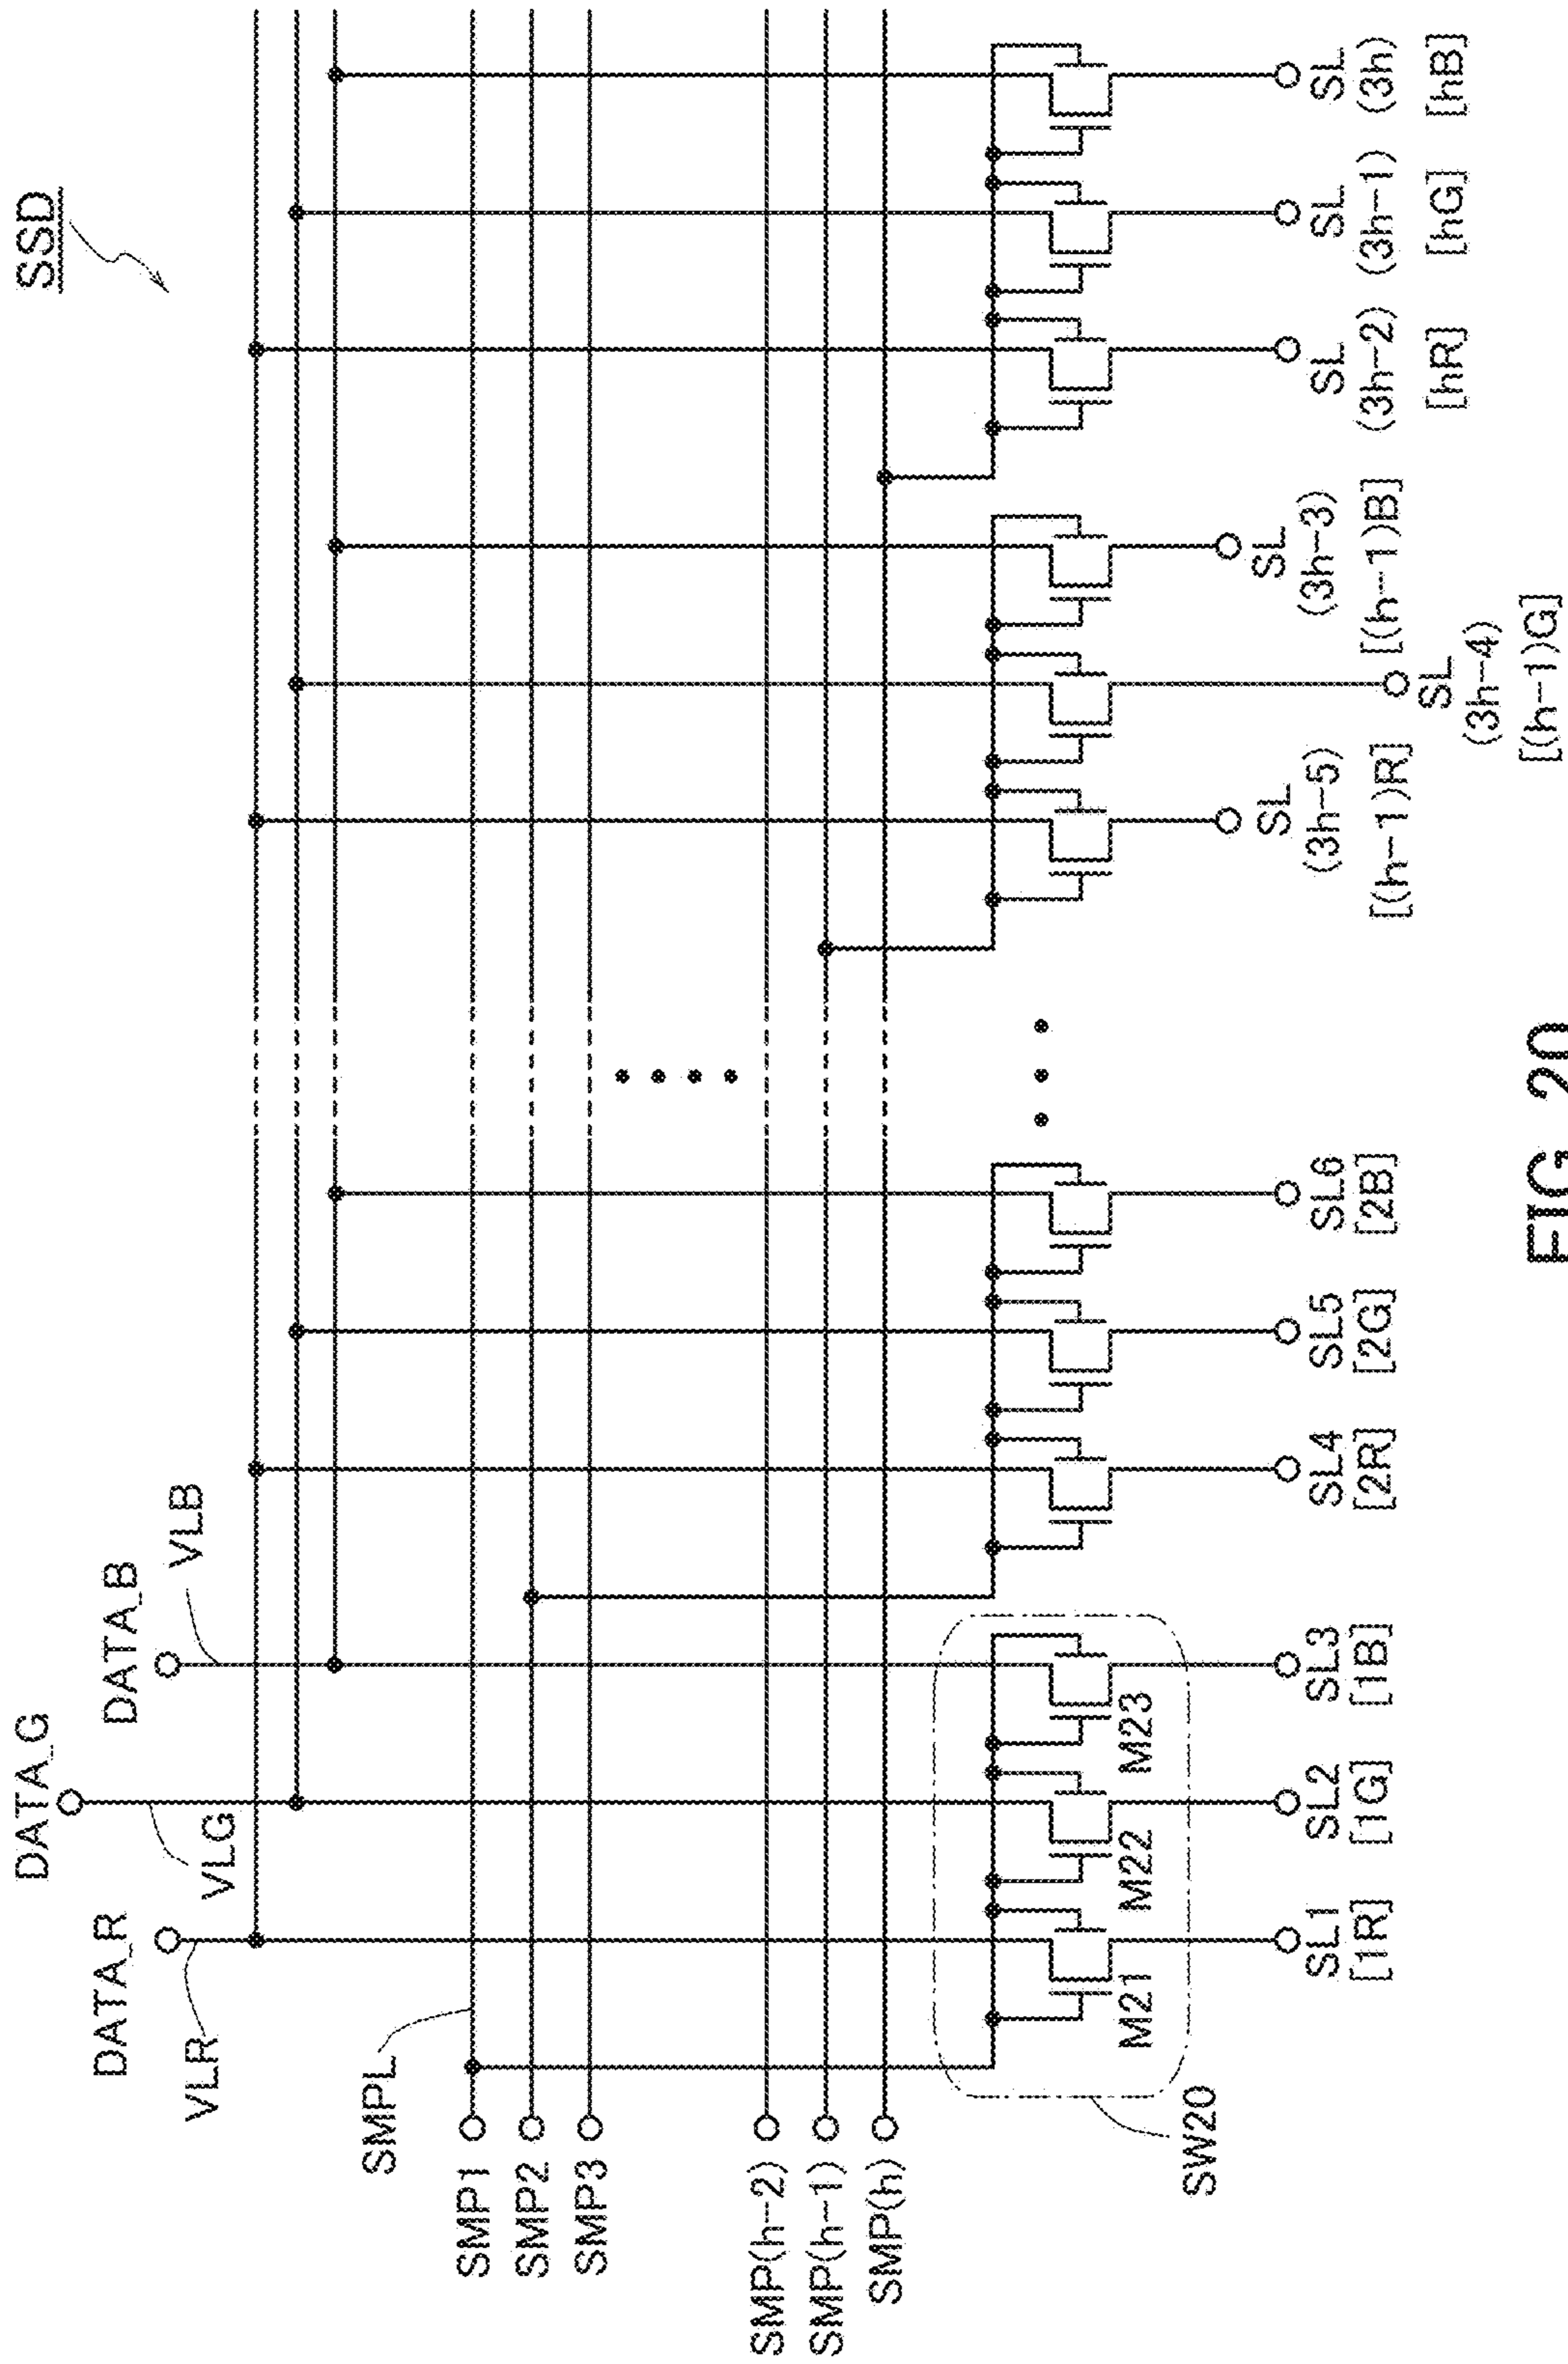 SSD
DATA_G
DATA_R
DATA_B
VLR
VLG
VLB
SMPL
SMP1
SMP2
SMP3
SMP(h-2)
SMP(h-1)
SMP(h)
SW20
M21
M22
M23
SL1
[1R]
SL2
[1G]
SL3
[1B]
SL4
[2R]
SL5
[2G]
SL6
[2B]
SL
(3h-5)
[(h-1)R]
SL
(3h-4)
[(h-1)G]
SL
(3h-3)
[(h-1)B]
SL
(3h-2)
[hR]
SL
(3h-1)
[hG]
SL
(3h)
[hB]
FIG. 20